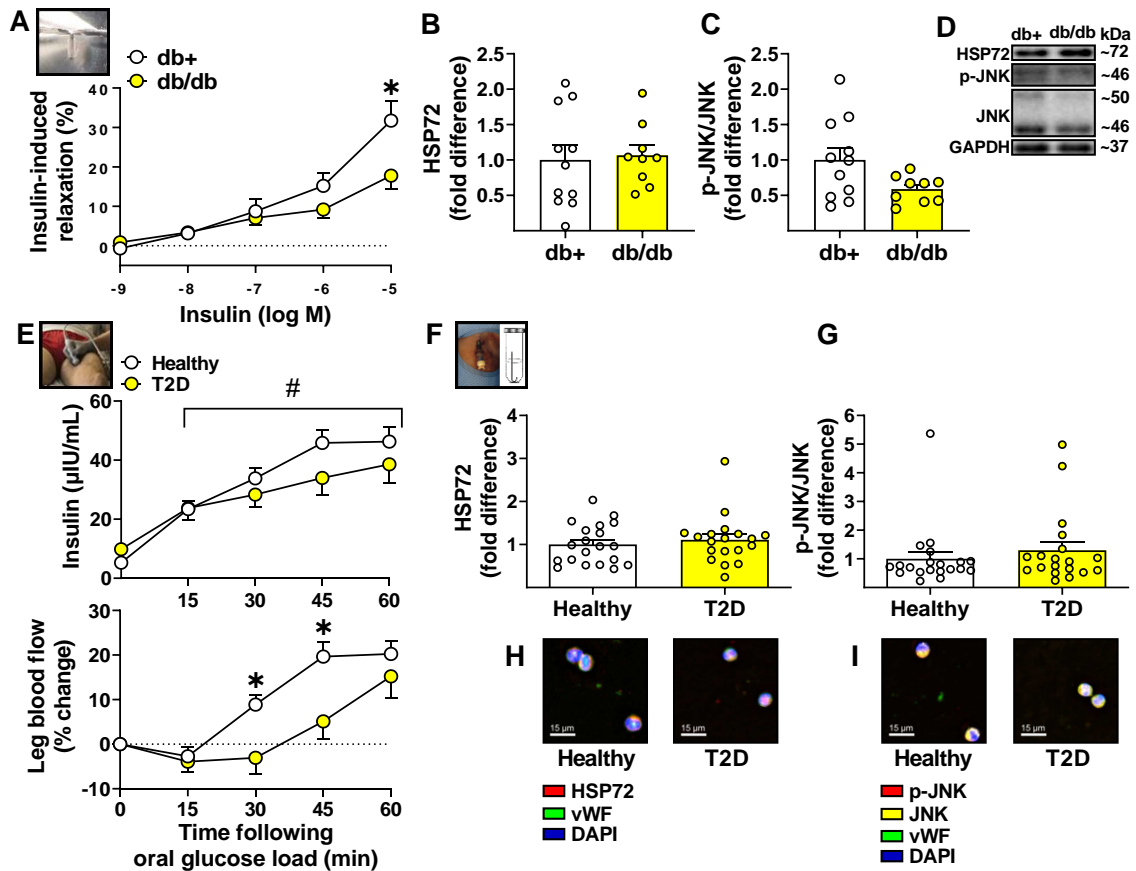 A
db+
db/db
Insulin-induced
relaxation (%)
40
30
20
10
0
*
-9
-8
-7
-6
-5
Insulin (log M)
B
HSP72
(fold difference)
2.5
2.0
1.5
1.0
0.5
db+
db/db
C
p-JNK/JNK
(fold difference)
2.5
2.0
1.5
1.0
0.5
db+
db/db
D
db+ db/db kDa
HSP72 ~72
p-JNK ~46
JNK ~50
~46
GAPDH ~37
E
Healthy
T2D
#
Insulin (µIU/mL)
60
40
20
0
15
30
45
60
Leg blood flow
(% change)
30
20
10
0
-10
*
*
0
15
30
45
60
Time following
oral glucose load (min)
F
HSP72
(fold difference)
4
3
2
1
Healthy
T2D
G
p-JNK/JNK
(fold difference)
6
5
4
3
2
1
Healthy
T2D
H
15 µm
15 µm
Healthy
T2D
HSP72
vWF
DAPI
I
15 µm
15 µm
Healthy
T2D
p-JNK
JNK
vWF
DAPI